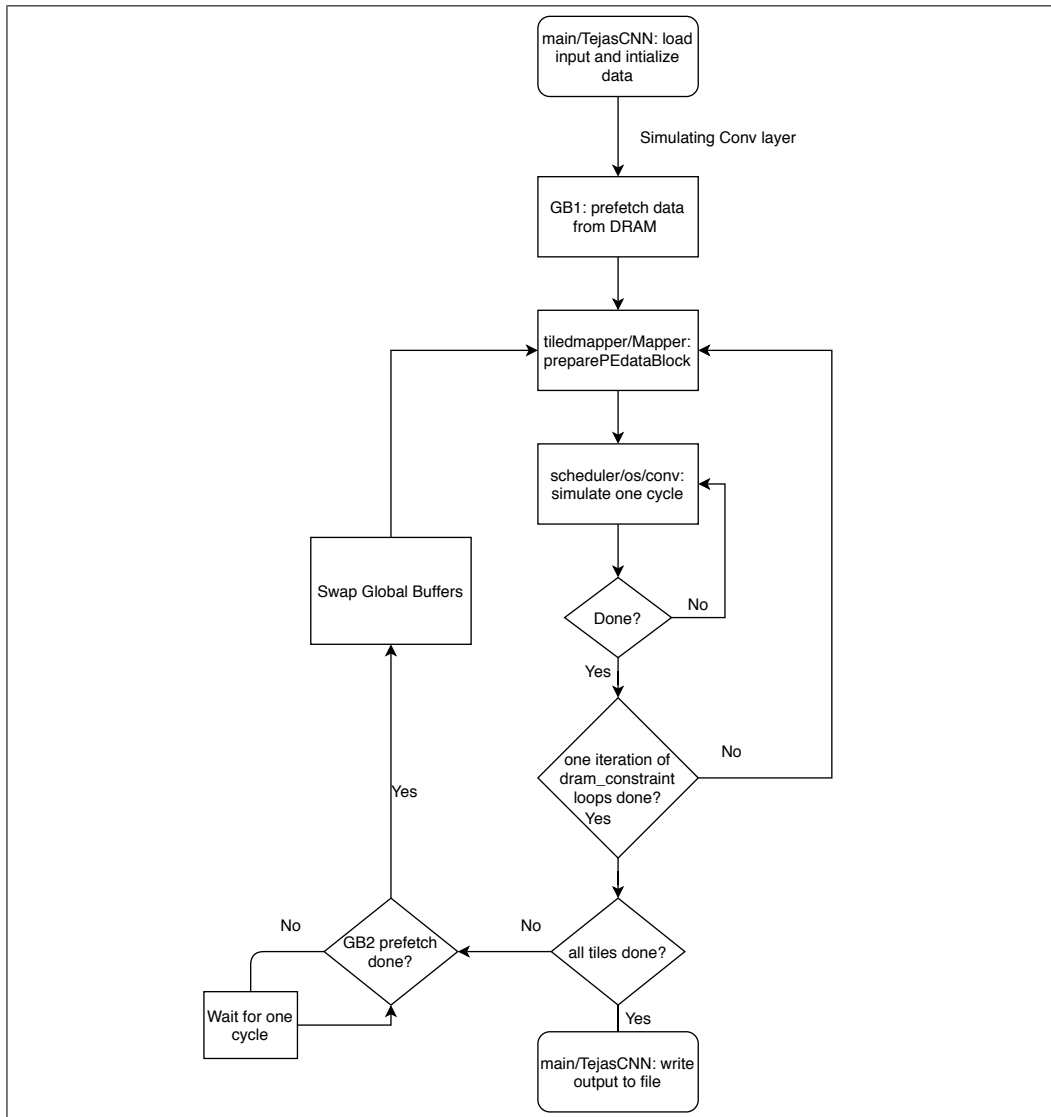 main/TejasCNN: load
input and intialize
data
Simulating Conv layer
GB1: prefetch data
from DRAM
tiledmapper/Mapper:
preparePEdataBlock
scheduler/os/conv:
simulate one cycle
Swap Global Buffers
Done?
No
Yes
one iteration of
dram_constraint
loops done?
No
Yes
Yes
all tiles done?
No
GB2 prefetch
done?
No
Wait for one
cycle
Yes
main/TejasCNN: write
output to file